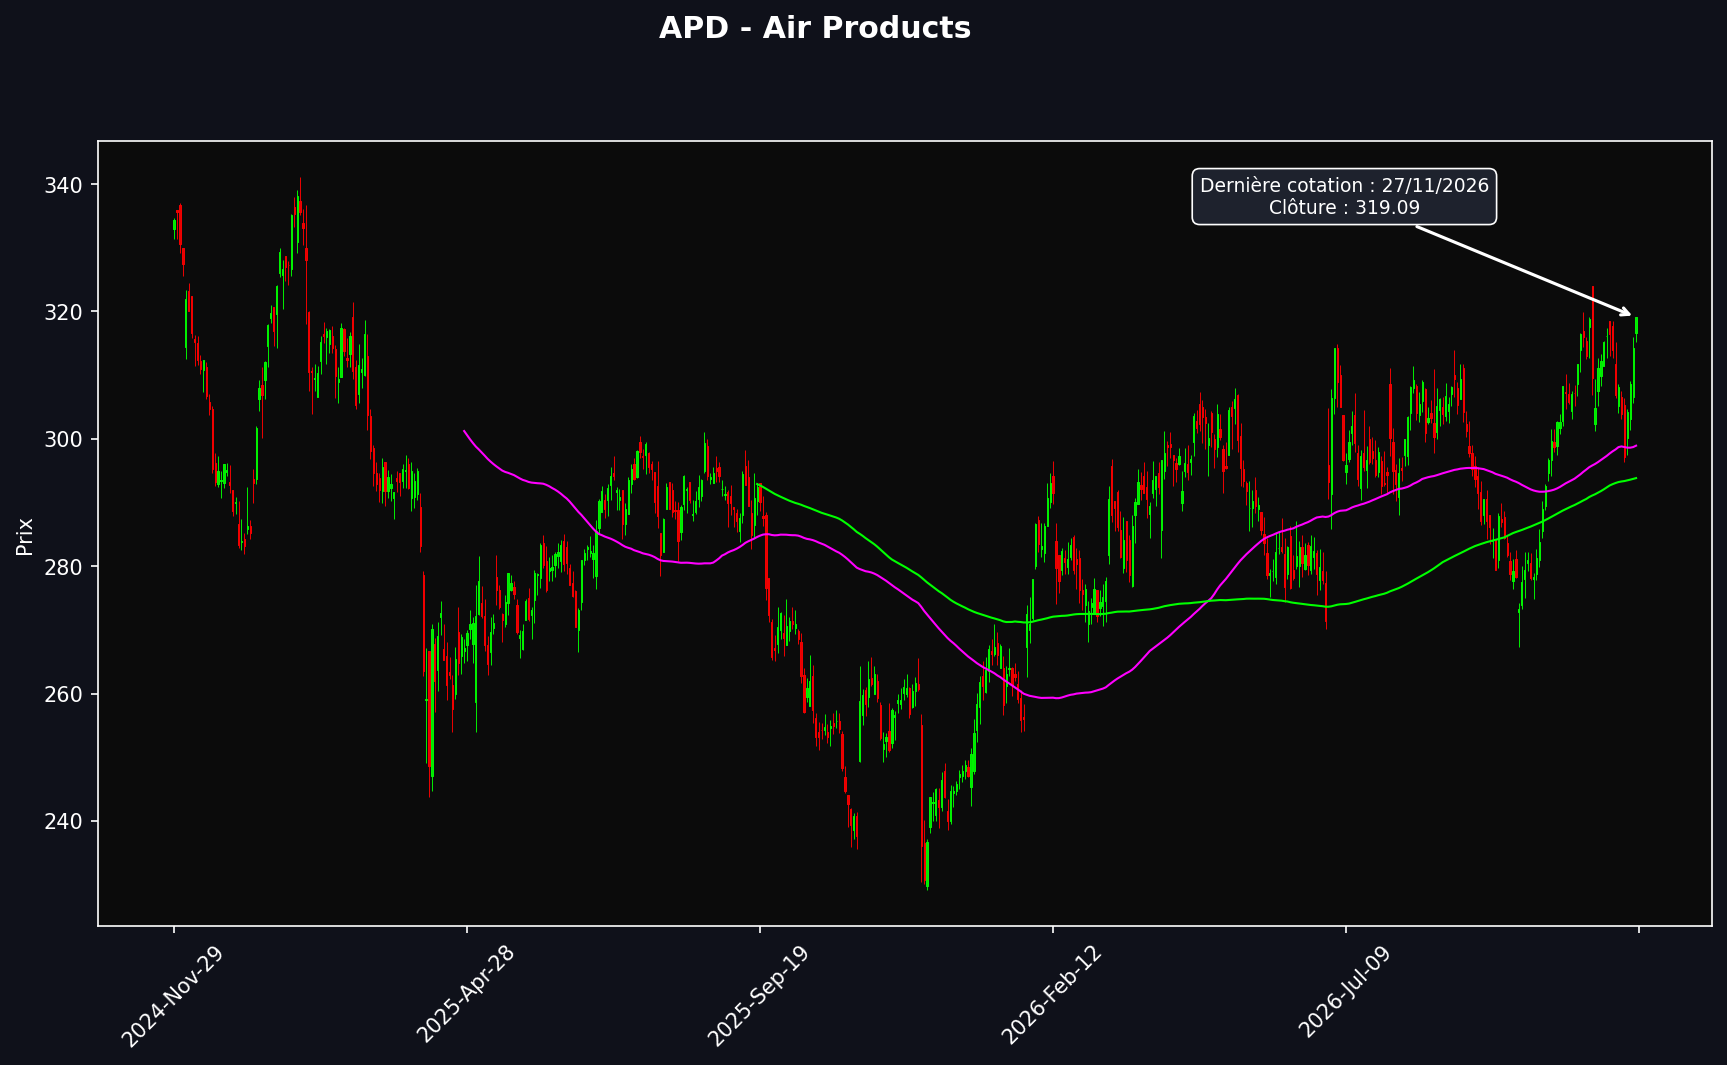 APD - Air Products
Dernière cotation : 27/11/2026
Clôture : 319.09
Prix
340
320
300
280
260
240
2024-Nov-29
2025-Apr-28
2025-Sep-19
2026-Feb-12
2026-Jul-09